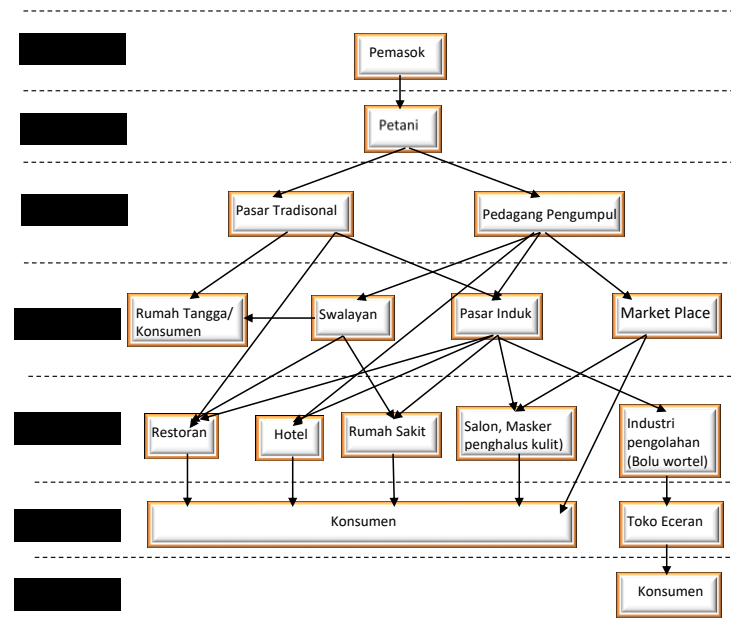 Pemasok
Petani
Pasar Tradisonal
Pedagang Pengumpul
Rumah Tangga/
Konsumen
Swalayan
Pasar Induk
Market Place
Restoran
Hotel
Rumah Sakit
Salon, Masker
penghalus kulit)
Industri
pengolahan
(Bolu wortel)
Konsumen
Toko Eceran
Konsumen